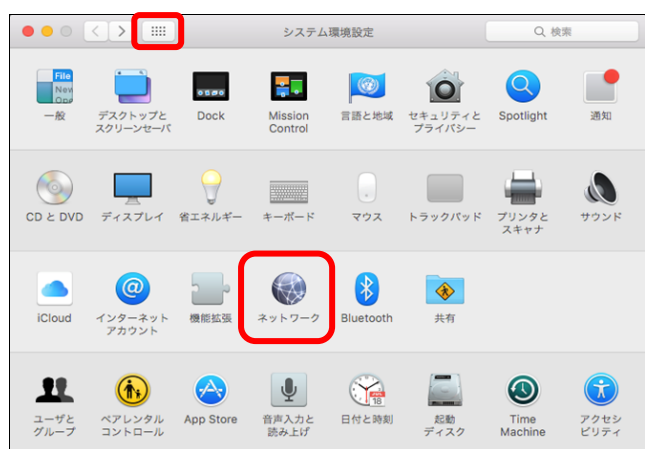 システム環境設定
検索
File
New
Ope
一般
デスクトップと
スクリーンセーバ
Dock
Mission
Control
言語と地域
セキュリティと
プライバシー
Spotlight
通知
CD と DVD
ディスプレイ
省エネルギー
キーボード
マウス
トラックパッド
プリンタと
スキャナ
サウンド
iCloud
インターネット
アカウント
機能拡張
ネットワーク
Bluetooth
共有
ユーザと
グループ
ペアレンタル
コントロール
App Store
音声入力と
読み上げ
18
日付と時刻
起動
ディスク
Time
Machine
アクセシ
ビリティ